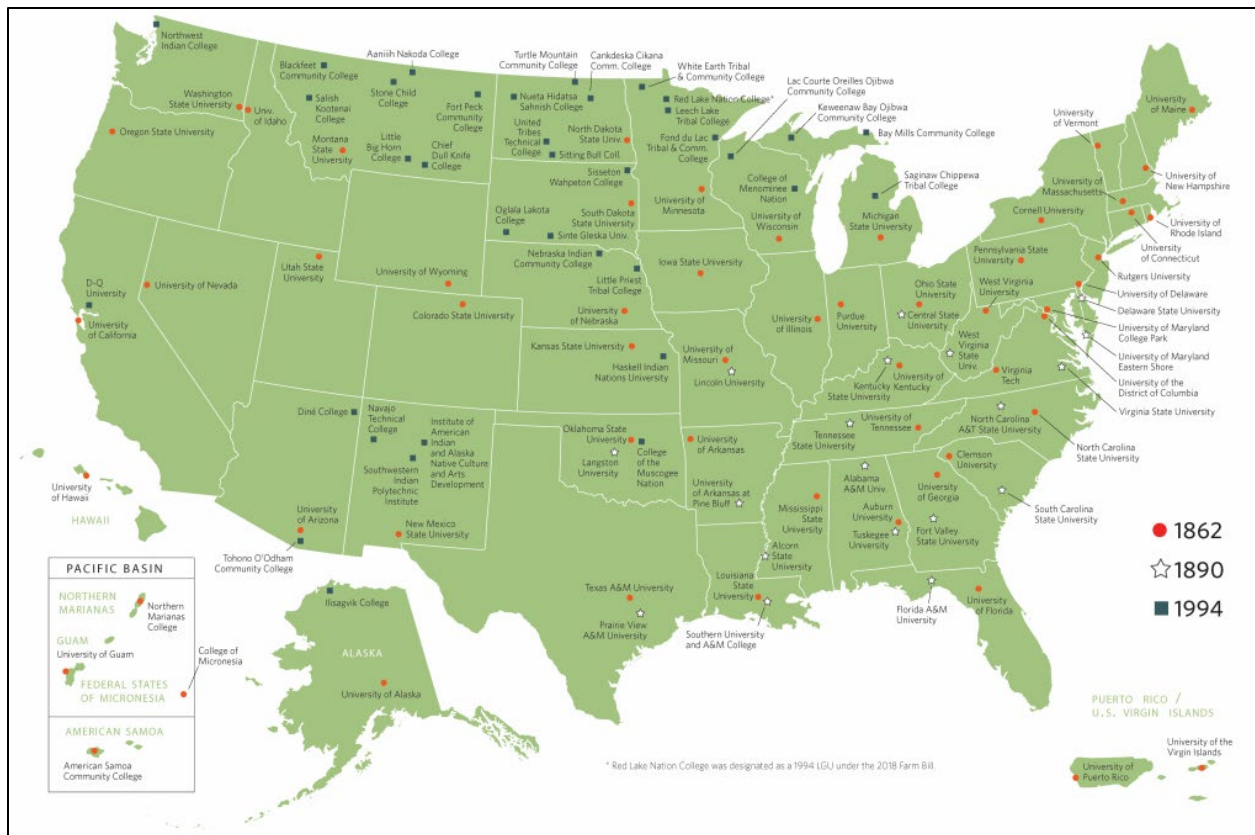 Northwest
Indian College
Washington
State University
Univ.
of Idaho
Oregon State University
Blackfeet
Community College
Aaniiih Nakoda College
Stone Child
College
Salish
Kootenai
College
Fort Peck
Community
College
Montana
State
University
Little
Big Horn
College
Chief
Dull Knife
College
Turtle Mountain
Community College
Cankdeska Cikana
Comm. College
Nueta Hidatsa
Sahnish College
United
Tribes
Technical
College
North Dakota
State Univ.
Sitting Bull Coll.
Sisseton
Wahpeton College
Oglala Lakota
College
South Dakota
State University
Sinte Gleska Univ.
White Earth Tribal
& Community College
Red Lake Nation College*
Leech Lake
Tribal College
Fond du Lac
Tribal & Comm.
College
University of
Minnesota
Lac Courte Oreilles Ojibwa
Community College
Keweenaw Bay Ojibwa
Community College
Bay Mills Community College
College of
Menominee
Nation
University of
Wisconsin
Saginaw Chippewa
Tribal College
Michigan
State University
University of Maine
University of
Vermont
University of
New Hampshire
University of
Massachusetts
Cornell University
University of
Rhode Island
University of
Connecticut
Pennsylvania State
University
Rutgers University
University of Delaware
Delaware State University
University of Maryland
College Park
University of Maryland
Eastern Shore
University of the
District of Columbia
Virginia State University
D-Q
University
University of
California
University of Nevada
Utah State
University
University of Wyoming
Colorado State University
Nebraska Indian
Community College
Little Priest
Tribal College
University
of Nebraska
Iowa State University
Kansas State University
Haskell Indian
Nations University
University of
Missouri
Lincoln University
University
of Illinois
Purdue
University
Ohio State
University
Central State
University
West Virginia
University
West
Virginia
State
Univ.
Kentucky
State University
University of
Kentucky
Virginia
Tech
Diné College
Navajo
Technical
College
Institute of
American
Indian
and Alaska
Native Culture
and Arts
Development
Southwestern
Indian
Polytechnic
Institute
University
of Arizona
Tohono O'Odham
Community College
New Mexico
State University
Oklahoma State
University
Langston
University
College
of the
Muscogee
Nation
University of
Arkansas
University
of Arkansas at
Pine Bluff
Tennessee
State University
University of
Tennessee
North Carolina
A&T State University
North Carolina
State University
Clemson
University
South Carolina
State University
Alabama
A&M Univ.
University
of Georgia
Mississippi
State
University
Auburn
University
Tuskegee
University
Fort Valley
State University
Alcorn
State
University
Louisiana
State
University
Southern University
and A&M College
Texas A&M University
Prairie View
A&M University
Florida A&M
University
University
of Florida
University
of Hawaii
HAWAII
PACIFIC BASIN
NORTHERN
MARIANAS
Northern
Marianas
College
GUAM
University of Guam
College of
Micronesia
FEDERAL STATES
OF MICRONESIA
AMERICAN SAMOA
American Samoa
Community College
Ilisagvik College
ALASKA
University of Alaska
1862
1890
1994
PUERTO RICO /
U.S. VIRGIN ISLANDS
University of the
Virgin Islands
University of
Puerto Rico
* Red Lake Nation College was designated as a 1994 LGU under the 2018 Farm Bill.